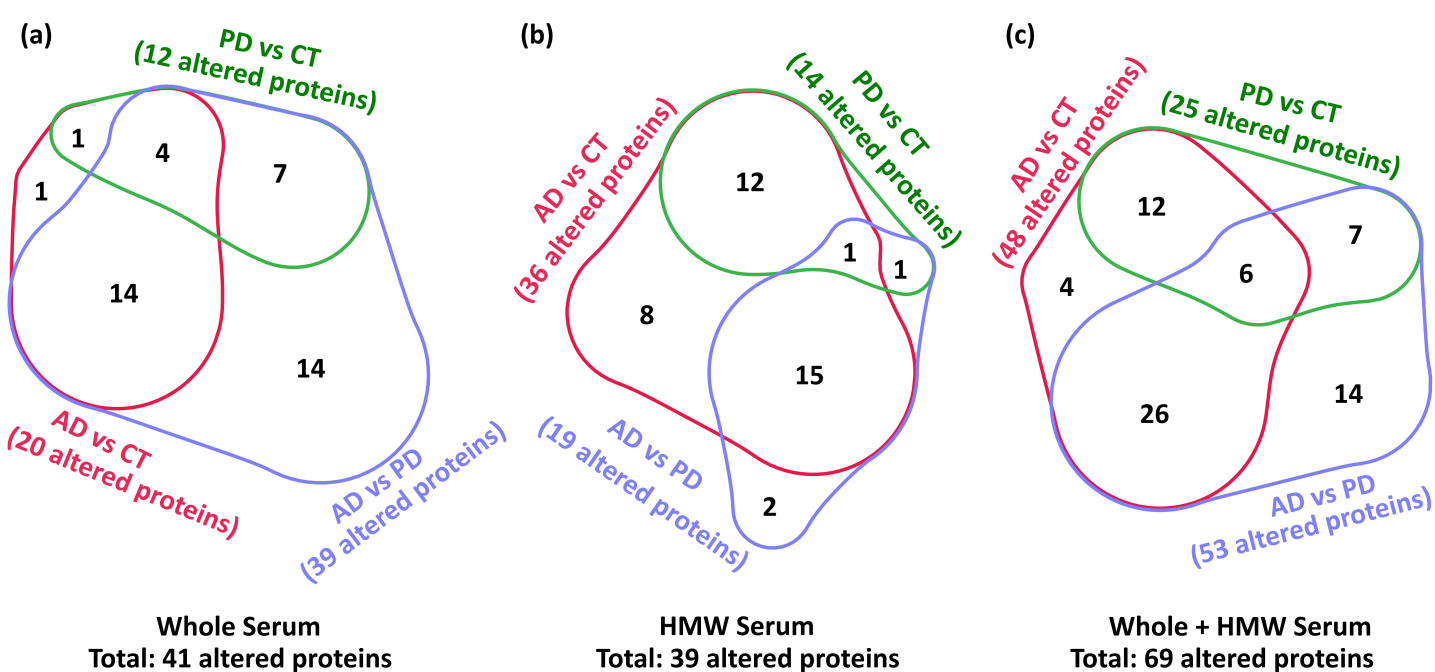 (a)
PD vs CT
(12 altered proteins)
1
4
7
1
14
14
AD vs CT
(20 altered proteins)
AD vs PD
(39 altered proteins)
Whole Serum
Total: 41 altered proteins
(b)
AD vs CT
(36 altered proteins)
PD vs CT
(14 altered proteins)
12
1
1
8
15
2
AD vs PD
(19 altered proteins)
HMW Serum
Total: 39 altered proteins
(c)
AD vs CT
(48 altered proteins)
PD vs CT
(25 altered proteins)
12
7
6
4
26
14
AD vs PD
(53 altered proteins)
Whole + HMW Serum
Total: 69 altered proteins